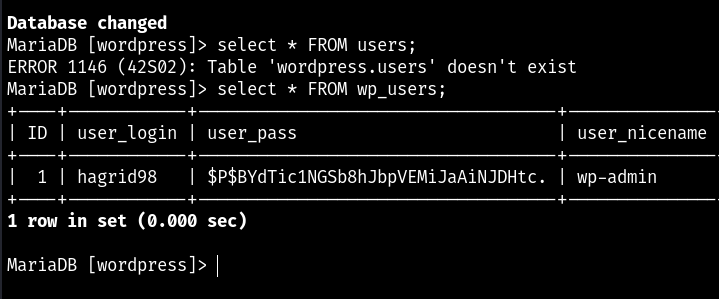 Database changed
MariaDB [wordpress]> select * FROM users;
ERROR 1146 (42S02): Table 'wordpress.users' doesn't exist
MariaDB [wordpress]> select * FROM wp_users;
+----+------------+------------------------------------+---------------
| ID | user_login | user_pass                          | user_nicename
+----+------------+------------------------------------+---------------
|  1 | hagrid98   | $P$BYdTic1NGSb8hJbpVEMiJaAiNJDHtc. | wp-admin
+----+------------+------------------------------------+---------------
1 row in set (0.000 sec)
MariaDB [wordpress]>